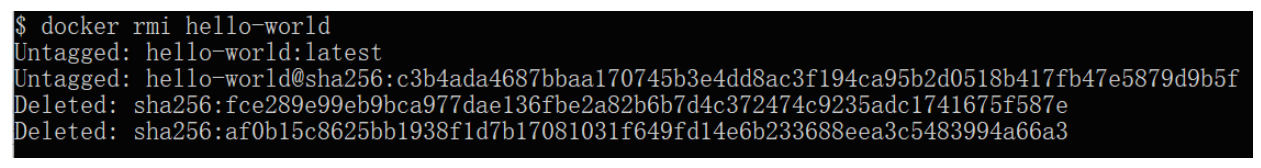 $ docker rmi hello-world
Untagged: hello-world:latest
Untagged: hello-world@sha256:c3b4ada4687bbaa170745b3e4dd8ac3f194ca95b2d0518b417fb47e5879d9b5f
Deleted: sha256:fce289e99eb9bca977dae136fbe2a82b6b7d4c372474c9235adc1741675f587e
Deleted: sha256:af0b15c8625bb1938f1d7b17081031f649fd14e6b233688eea3c5483994a66a3